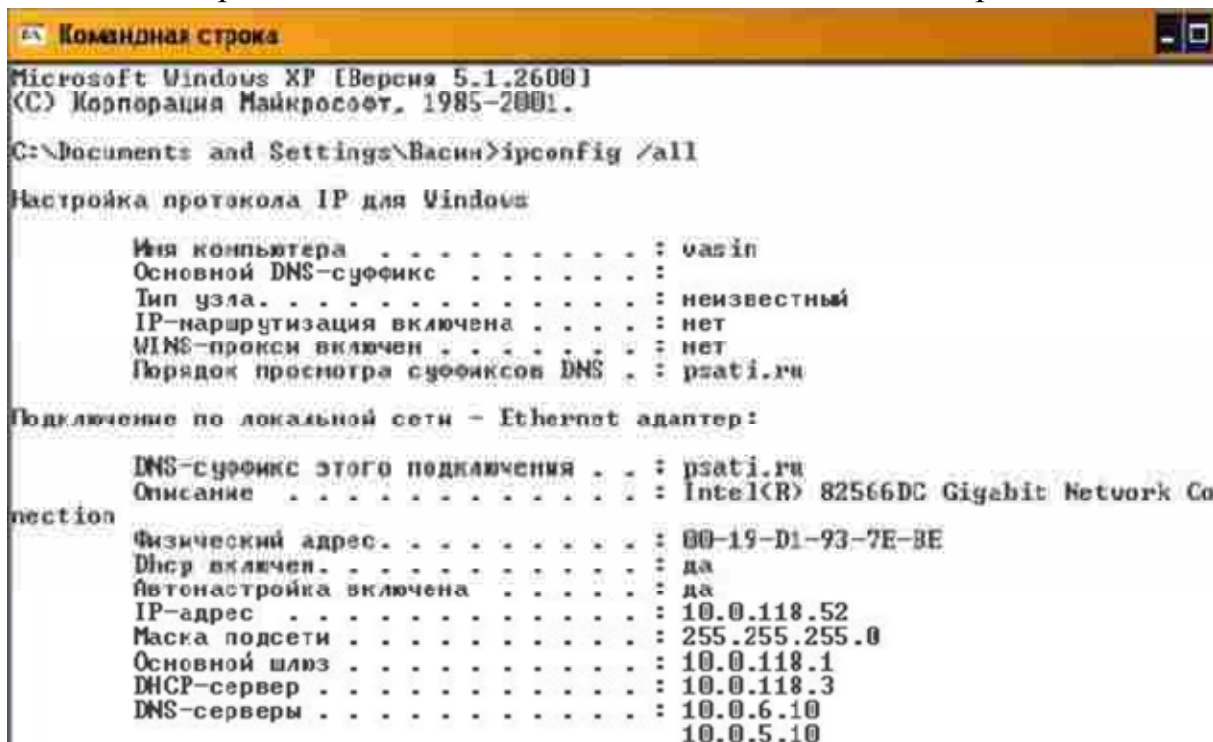 Командная строка
Microsoft Windows XP [Версия 5.1.2600]
(C) Корпорация Майкрософт, 1985-2001.
C:\Documents and Settings\Васин>ipconfig /all
Настройка протокола IP для Windows
Имя компьютера . . . . . . . . . : vasin
Основной DNS-суффикс . . . . . . :
Тип узла. . . . . . . . . . . . . : неизвестный
IP-маршрутизация включена . . . . : нет
WINS-прокси включен . . . . . . . : нет
Порядок просмотра суффиксов DNS . : psati.ru
Подключение по локальной сети - Ethernet адаптер:
DNS-суффикс этого подключения . . : psati.ru
Описание . . . . . . . . . . . . : Intel(R) 82566DC Gigabit Network Co
nection
Физический адрес. . . . . . . . . : 00-19-D1-93-7E-BE
Dhcp включен. . . . . . . . . . . : да
Автонастройка включена . . . . . : да
IP-адрес . . . . . . . . . . . . : 10.0.118.52
Маска подсети . . . . . . . . . . : 255.255.255.0
Основной шлюз . . . . . . . . . . : 10.0.118.1
DHCP-сервер . . . . . . . . . . . : 10.0.118.3
DNS-серверы . . . . . . . . . . . : 10.0.6.10
10.0.5.10